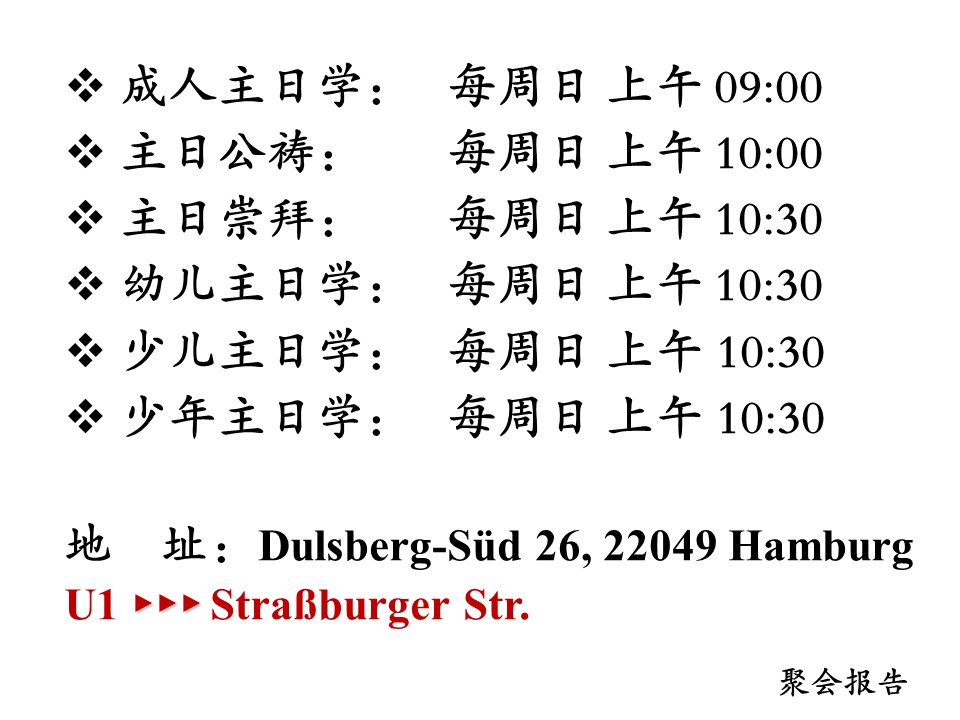 ❖ 成人主日学： 每周日 上午 09:00
❖ 主日公祷： 每周日 上午 10:00
❖ 主日崇拜： 每周日 上午 10:30
❖ 幼儿主日学： 每周日 上午 10:30
❖ 少儿主日学： 每周日 上午 10:30
❖ 少年主日学： 每周日 上午 10:30
地 址：Dulsberg-Süd 26, 22049 Hamburg
U1 ▸▸▸ Straßburger Str.
聚会报告